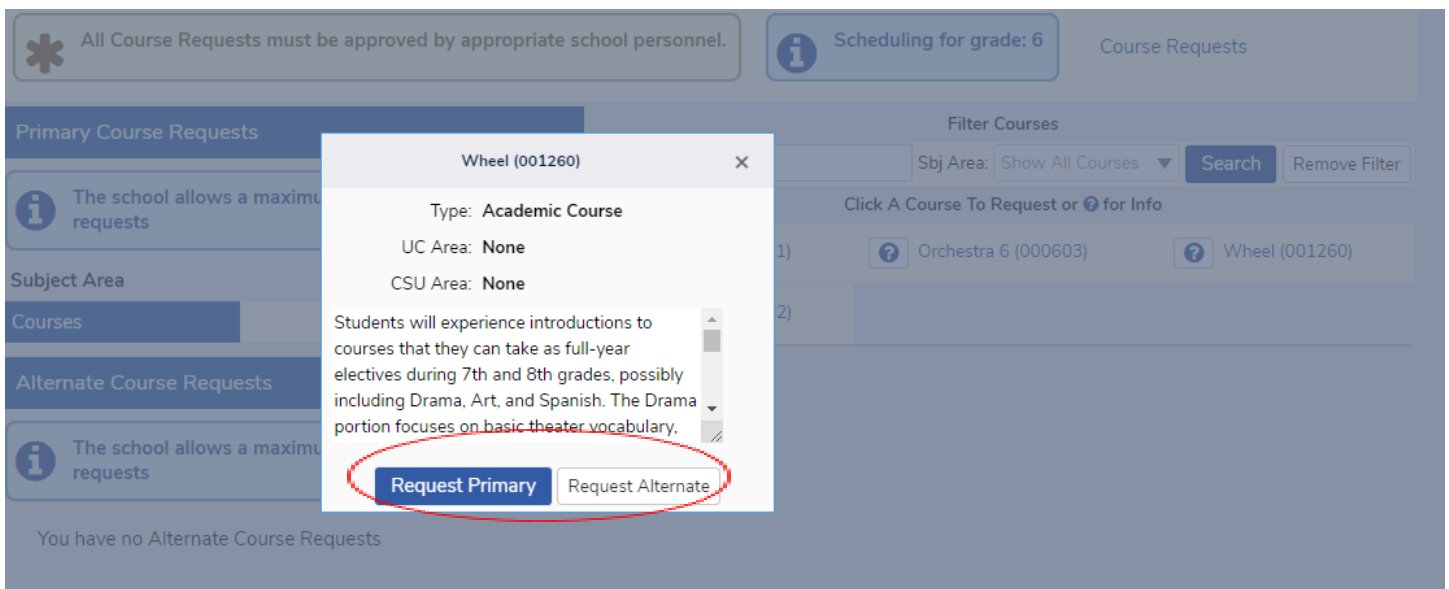 All Course Requests must be approved by appropriate school personnel.
Scheduling for grade: 6
Course Requests
Primary Course Requests
Filter Courses
Sbj Area: Show All Courses
Search
Remove Filter
The school allows a maximu
requests
Click A Course To Request or ? for Info
1)
? Orchestra 6 (000603)
? Wheel (001260)
Subject Area
Courses
2)
Alternate Course Requests
The school allows a maximu
requests
You have no Alternate Course Requests
Wheel (001260)
×
Type: Academic Course
UC Area: None
CSU Area: None
Students will experience introductions to
courses that they can take as full-year
electives during 7th and 8th grades, possibly
including Drama, Art, and Spanish. The Drama
portion focuses on basic theater vocabulary,
Request Primary
Request Alternate